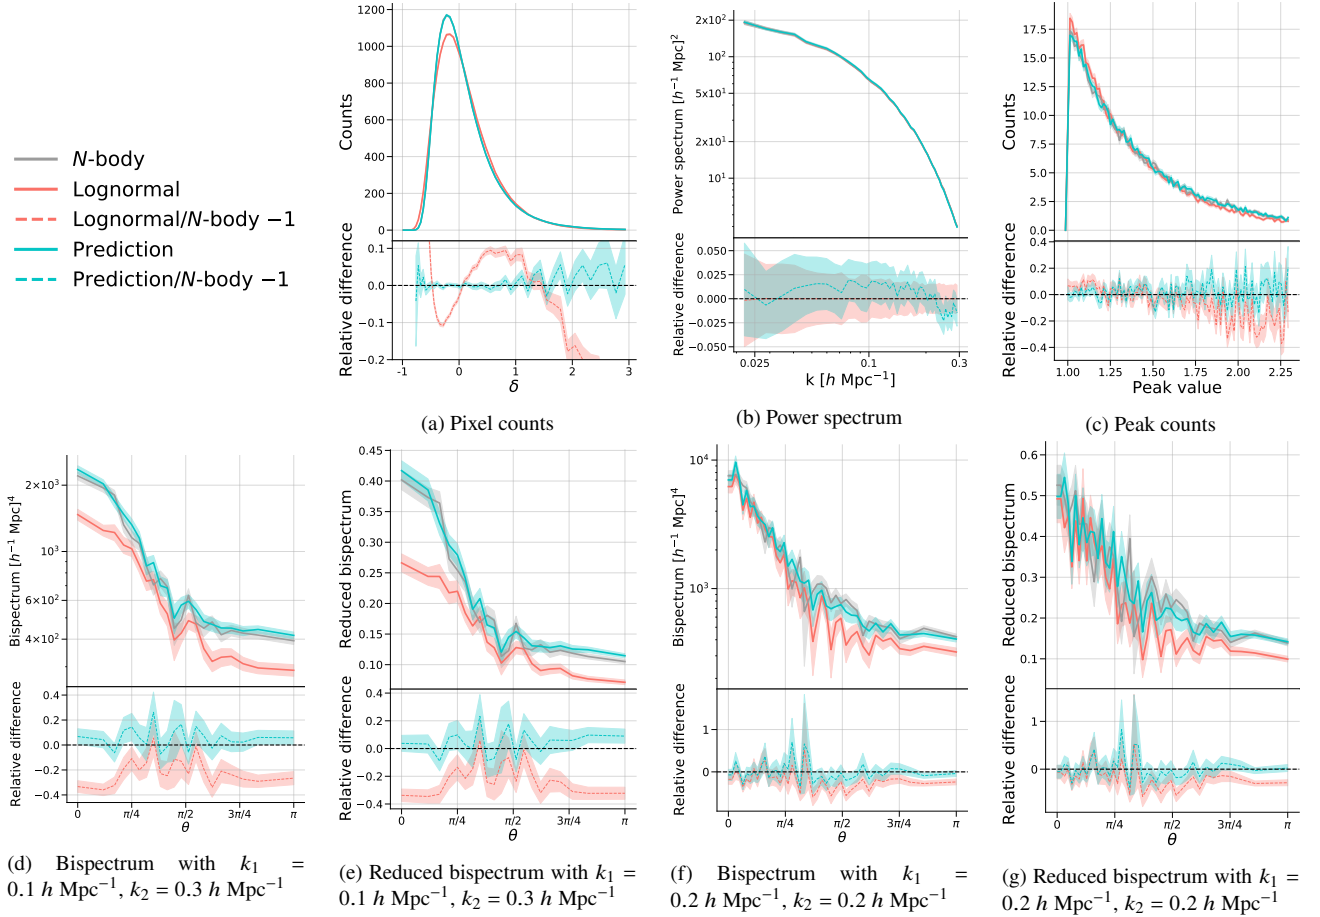 N-body
Lognormal
Lognormal/N-body −1
Prediction
Prediction/N-body −1
Counts
1200
1000
800
600
400
200
0
Relative difference
0.1
0.0
−0.1
−0.2
-1
0
1
2
3
δ
(a) Pixel counts
Power spectrum [h⁻¹ Mpc]²
2×10²
10²
5×10¹
10¹
Relative difference
0.050
0.025
0.000
−0.025
−0.050
0.025
0.1
0.3
k [h Mpc⁻¹]
(b) Power spectrum
Counts
17.5
15.0
12.5
10.0
7.5
5.0
2.5
0.0
Relative difference
0.4
0.2
0.0
−0.2
−0.4
1.00
1.25
1.50
1.75
2.00
2.25
Peak value
(c) Peak counts
Bispectrum [h⁻¹ Mpc]⁴
2×10³
10³
6×10²
4×10²
Relative difference
0.4
0.2
0.0
−0.2
−0.4
0
π/4
π/2
3π/4
π
θ
(d) Bispectrum with k₁ =
0.1 h Mpc⁻¹, k₂ = 0.3 h Mpc⁻¹
Reduced bispectrum
0.45
0.40
0.35
0.30
0.25
0.20
0.15
0.10
Relative difference
0.4
0.2
0.0
−0.2
−0.4
0
π/4
π/2
3π/4
π
θ
(e) Reduced bispectrum with k₁ =
0.1 h Mpc⁻¹, k₂ = 0.3 h Mpc⁻¹
Bispectrum [h⁻¹ Mpc]⁴
10⁴
10³
Relative difference
1
0
0
π/4
π/2
3π/4
π
θ
(f) Bispectrum with k₁ =
0.2 h Mpc⁻¹, k₂ = 0.2 h Mpc⁻¹
Reduced bispectrum
0.6
0.5
0.4
0.3
0.2
0.1
Relative difference
1
0
0
π/4
π/2
3π/4
π
θ
(g) Reduced bispectrum with k₁ =
0.2 h Mpc⁻¹, k₂ = 0.2 h Mpc⁻¹